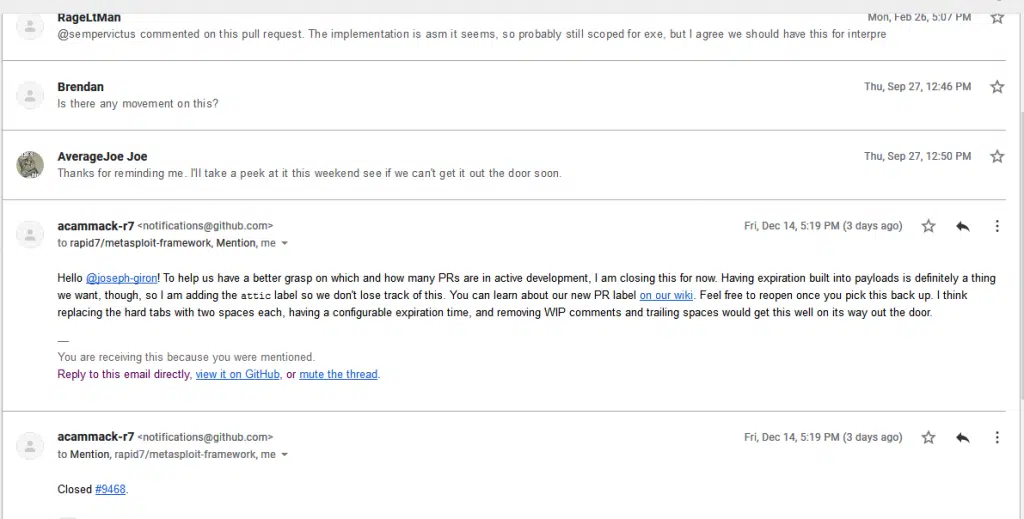 RageLtMan
Mon, Feb 26, 5:07 PM
@sempervictus commented on this pull request. The implementation is asm it seems, so probably still scoped for exe, but I agree we should have this for interpre
Brendan
Thu, Sep 27, 12:46 PM
Is there any movement on this?
AverageJoe Joe
Thu, Sep 27, 12:50 PM
Thanks for reminding me. I'll take a peek at it this weekend see if we can't get it out the door soon.
acammack-r7 <notifications@github.com>
Fri, Dec 14, 5:19 PM (3 days ago)
to rapid7/metasploit-framework, Mention, me
Hello @joseph-giron! To help us have a better grasp on which and how many PRs are in active development, I am closing this for now. Having expiration built into payloads is definitely a thing
we want, though, so I am adding the attic label so we don't lose track of this. You can learn about our new PR label on our wiki. Feel free to reopen once you pick this back up. I think
replacing the hard tabs with two spaces each, having a configurable expiration time, and removing WIP comments and trailing spaces would get this well on its way out the door.
—
You are receiving this because you were mentioned.
Reply to this email directly, view it on GitHub, or mute the thread.
acammack-r7 <notifications@github.com>
Fri, Dec 14, 5:19 PM (3 days ago)
to Mention, rapid7/metasploit-framework, me
Closed #9468.